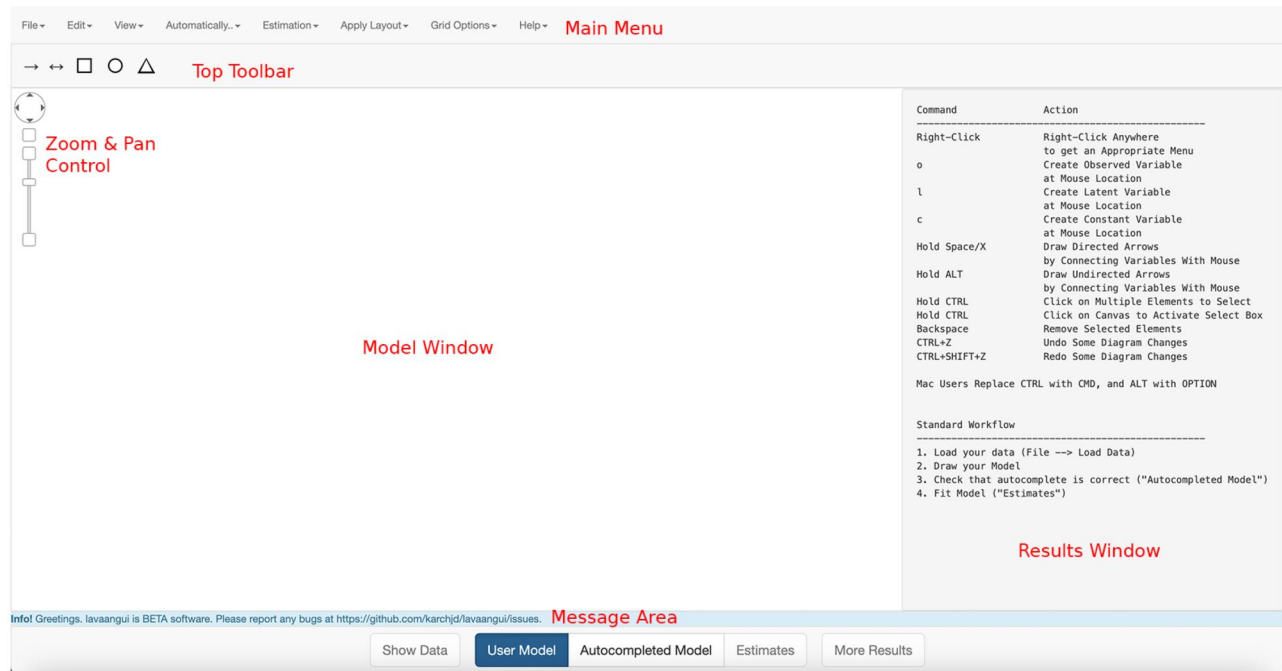 File Edit View Automatically.. Estimation Apply Layout Grid Options Help Main Menu
Top Toolbar
Zoom & Pan
Control
Model Window
Command Action
--------------------------------------------------
Right-Click Right-Click Anywhere
to get an Appropriate Menu
o Create Observed Variable
at Mouse Location
l Create Latent Variable
at Mouse Location
c Create Constant Variable
at Mouse Location
Hold Space/X Draw Directed Arrows
by Connecting Variables With Mouse
Hold ALT Draw Undirected Arrows
by Connecting Variables With Mouse
Hold CTRL Click on Multiple Elements to Select
Hold CTRL Click on Canvas to Activate Select Box
Backspace Remove Selected Elements
CTRL+Z Undo Some Diagram Changes
CTRL+SHIFT+Z Redo Some Diagram Changes
Mac Users Replace CTRL with CMD, and ALT with OPTION
Standard Workflow
--------------------------------------------------
1. Load your data (File --> Load Data)
2. Draw your Model
3. Check that autocomplete is correct ("Autocompleted Model")
4. Fit Model ("Estimates")
Results Window
Info! Greetings. lavaangui is BETA software. Please report any bugs at https://github.com/karchjd/lavaangui/issues. Message Area
Show Data User Model Autocompleted Model Estimates More Results